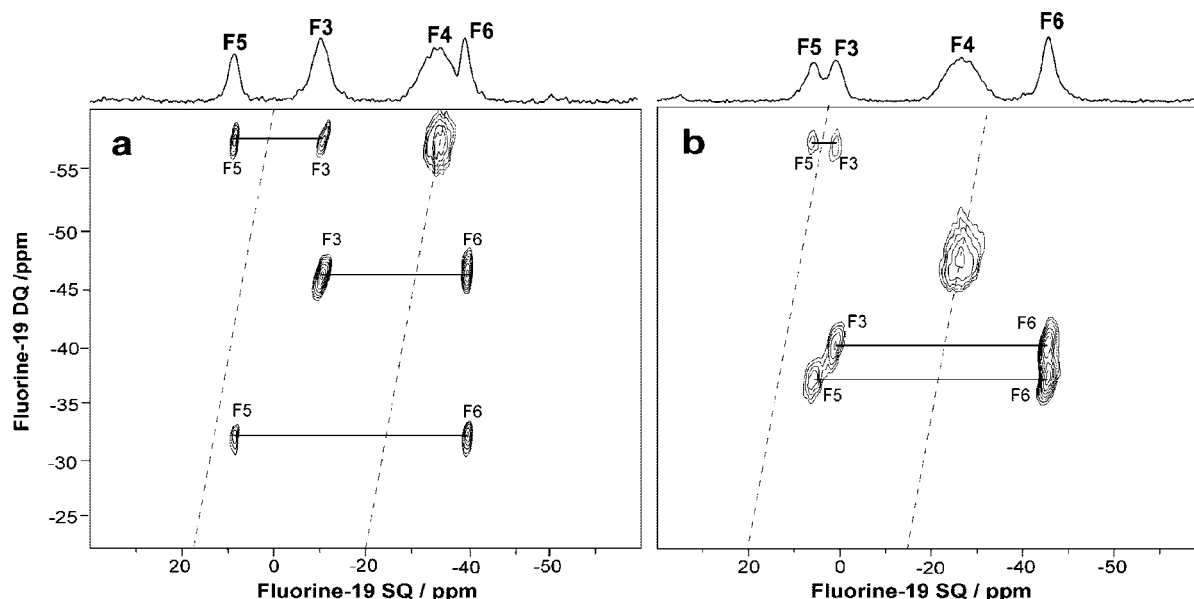 F5 F3 F4 F6
a
F5 F3
F3 F6
F5 F6
-55
-50
-45
-40
-35
-30
-25
Fluorine-19 DQ /ppm
20 0 -20 -40 -50
Fluorine-19 SQ / ppm
F5 F3 F4 F6
b
F5 F3
F3 F6
F5 F6
20 0 -20 -40 -50
Fluorine-19 SQ / ppm